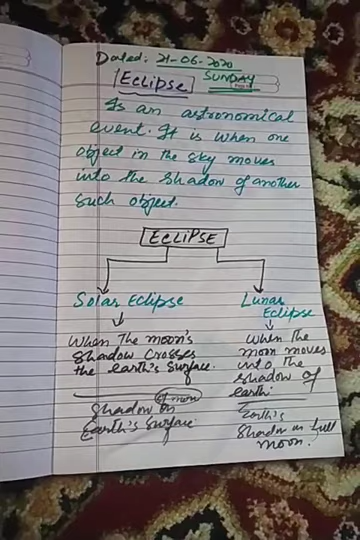 Dated: 21-06-2020
Eclipse SUNDAY
Is an astronomical
event. It is when one
object in the sky moves
into the shadow of another
such object.
ECLIPSE
Solar Eclipse
When The moon's
Shadow crosses
the earth's surface.
of moon
Shadow on
Earth's Surface
Lunar
Eclipse
When The
moon moves
into The
shadow of
earth
Earth's
Shadow on full
moon.